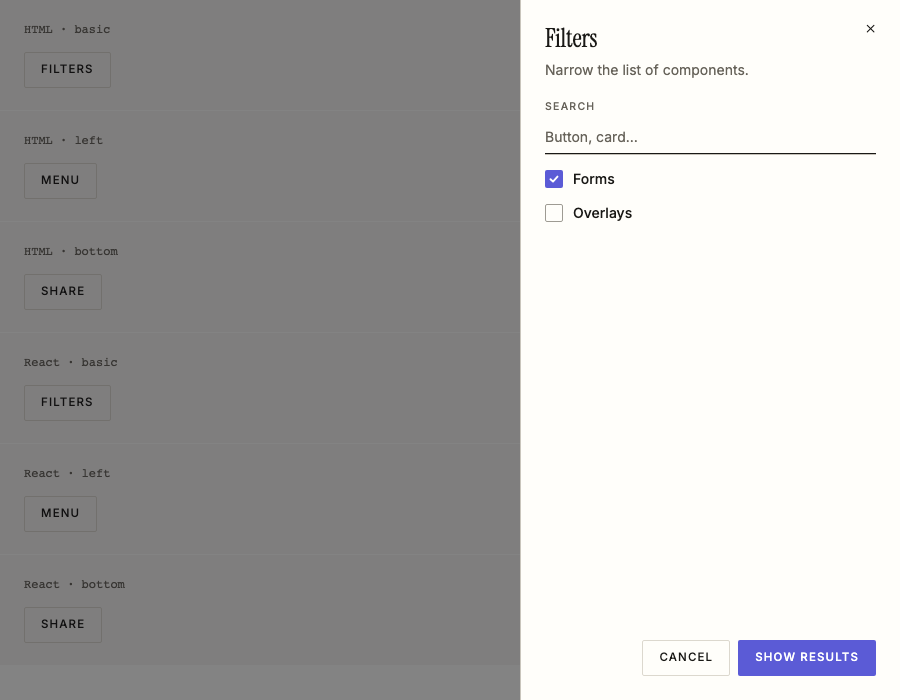 HTML · basic
FILTERS
HTML · left
MENU
HTML · bottom
SHARE
React · basic
FILTERS
React · left
MENU
React · bottom
SHARE
Filters
×
Narrow the list of components.
SEARCH
Button, card…
Forms
Overlays
CANCEL
SHOW RESULTS